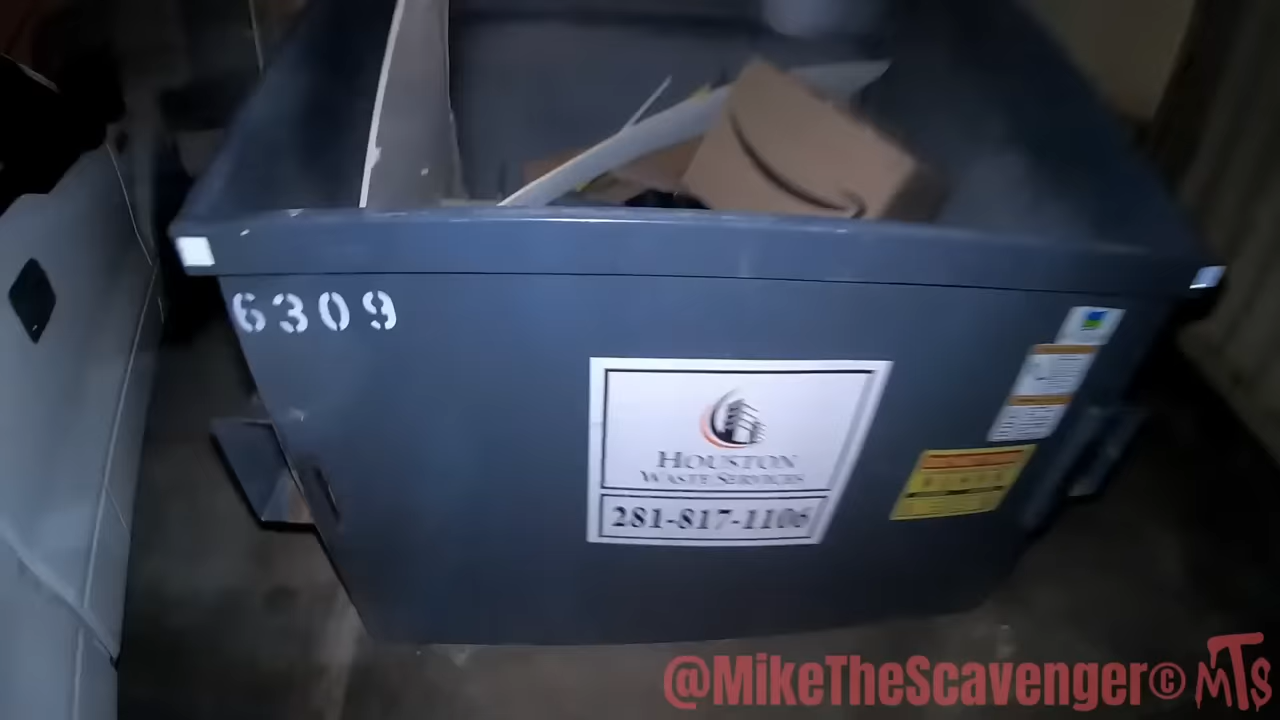 6309
HOUSTON
WASTE SERVICES
281-817-1106
@MikeTheScavenger©
MTS